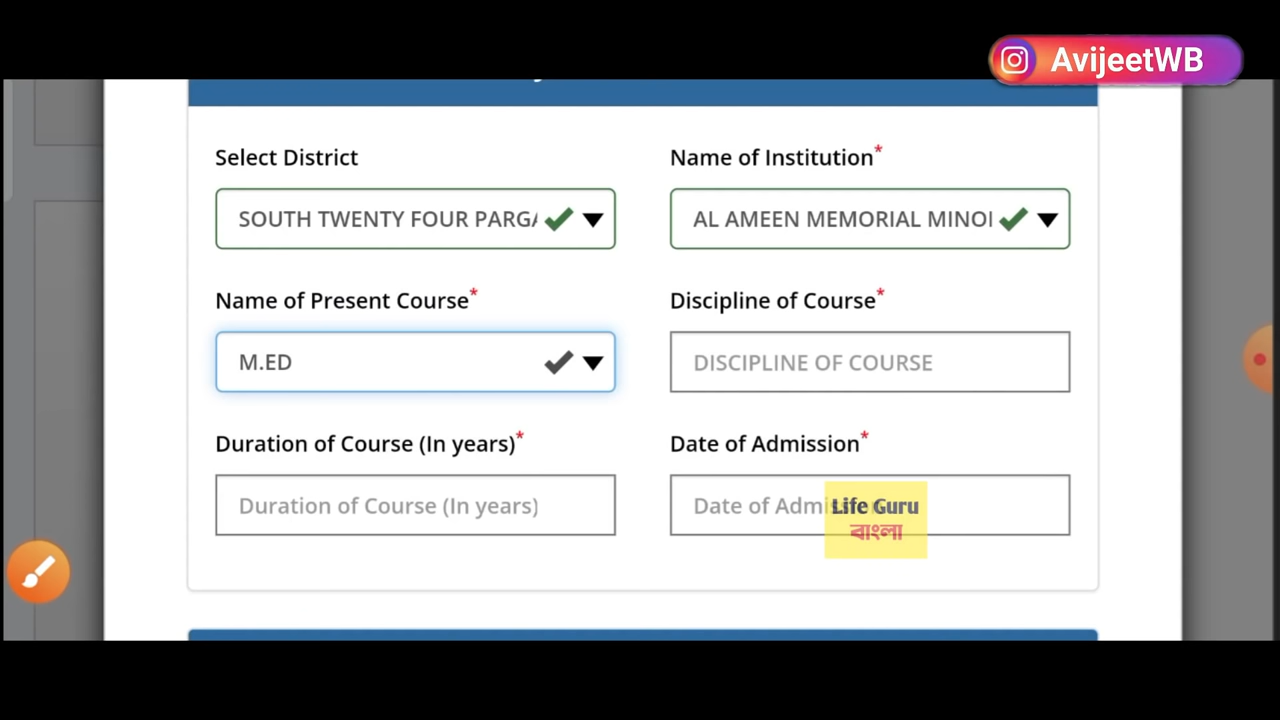 AvijeetWB
Select District
Name of Institution*
SOUTH TWENTY FOUR PARGA
AL AMEEN MEMORIAL MINOI
Name of Present Course*
Discipline of Course*
M.ED
DISCIPLINE OF COURSE
Duration of Course (In years)*
Date of Admission*
Duration of Course (In years)
Date of Admi
Life Guru
বাংলা